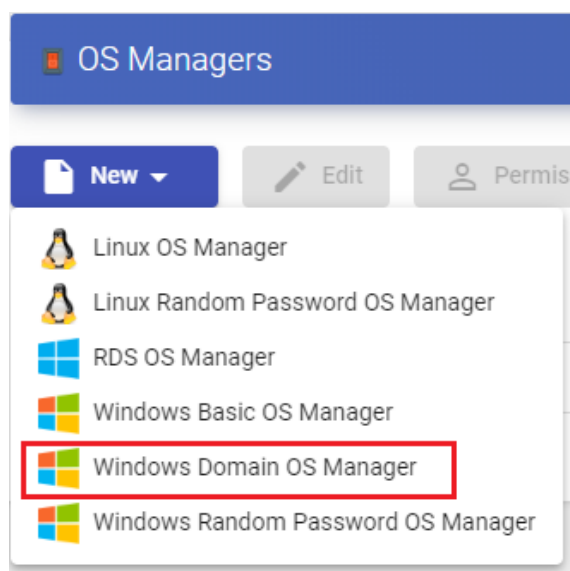 OS Managers
New Edit Permis
Linux OS Manager
Linux Random Password OS Manager
RDS OS Manager
Windows Basic OS Manager
Windows Domain OS Manager
Windows Random Password OS Manager